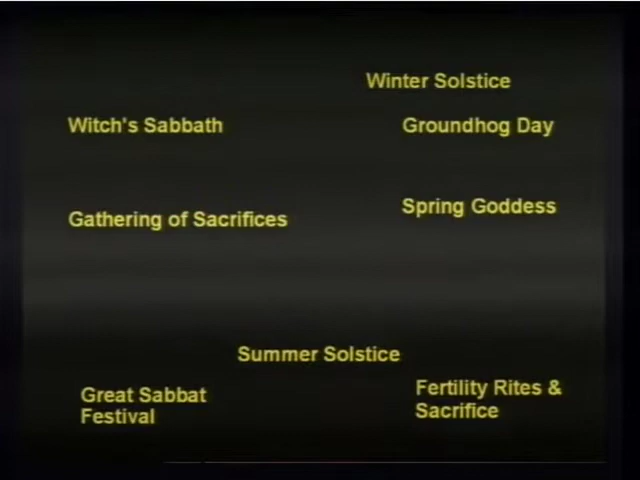 Winter Solstice
Witch's Sabbath
Groundhog Day
Spring Goddess
Gathering of Sacrifices
Summer Solstice
Great Sabbat
Festival
Fertility Rites &
Sacrifice